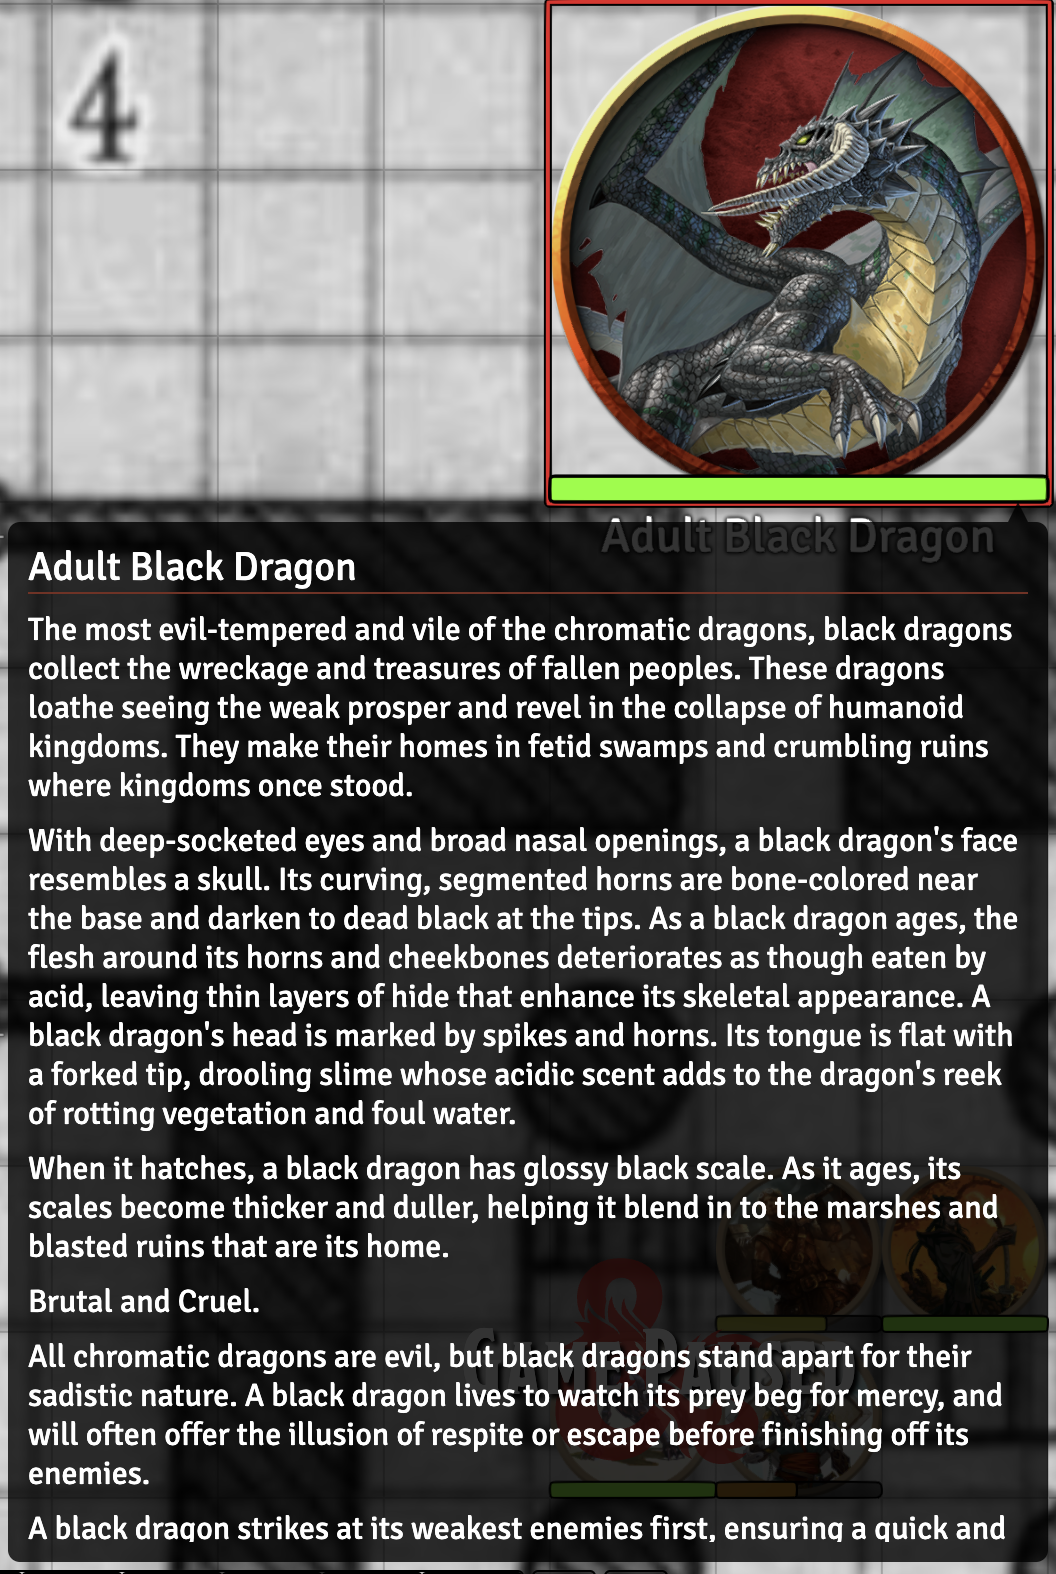 4
Adult Black Dragon
Adult Black Dragon
The most evil-tempered and vile of the chromatic dragons, black dragons
collect the wreckage and treasures of fallen peoples. These dragons
loathe seeing the weak prosper and revel in the collapse of humanoid
kingdoms. They make their homes in fetid swamps and crumbling ruins
where kingdoms once stood.
With deep-socketed eyes and broad nasal openings, a black dragon's face
resembles a skull. Its curving, segmented horns are bone-colored near
the base and darken to dead black at the tips. As a black dragon ages, the
flesh around its horns and cheekbones deteriorates as though eaten by
acid, leaving thin layers of hide that enhance its skeletal appearance. A
black dragon's head is marked by spikes and horns. Its tongue is flat with
a forked tip, drooling slime whose acidic scent adds to the dragon's reek
of rotting vegetation and foul water.
When it hatches, a black dragon has glossy black scale. As it ages, its
scales become thicker and duller, helping it blend in to the marshes and
blasted ruins that are its home.
Brutal and Cruel.
All chromatic dragons are evil, but black dragons stand apart for their
GAME PAUSED
sadistic nature. A black dragon lives to watch its prey beg for mercy, and
will often offer the illusion of respite or escape before finishing off its
enemies.
A black dragon strikes at its weakest enemies first, ensuring a quick and